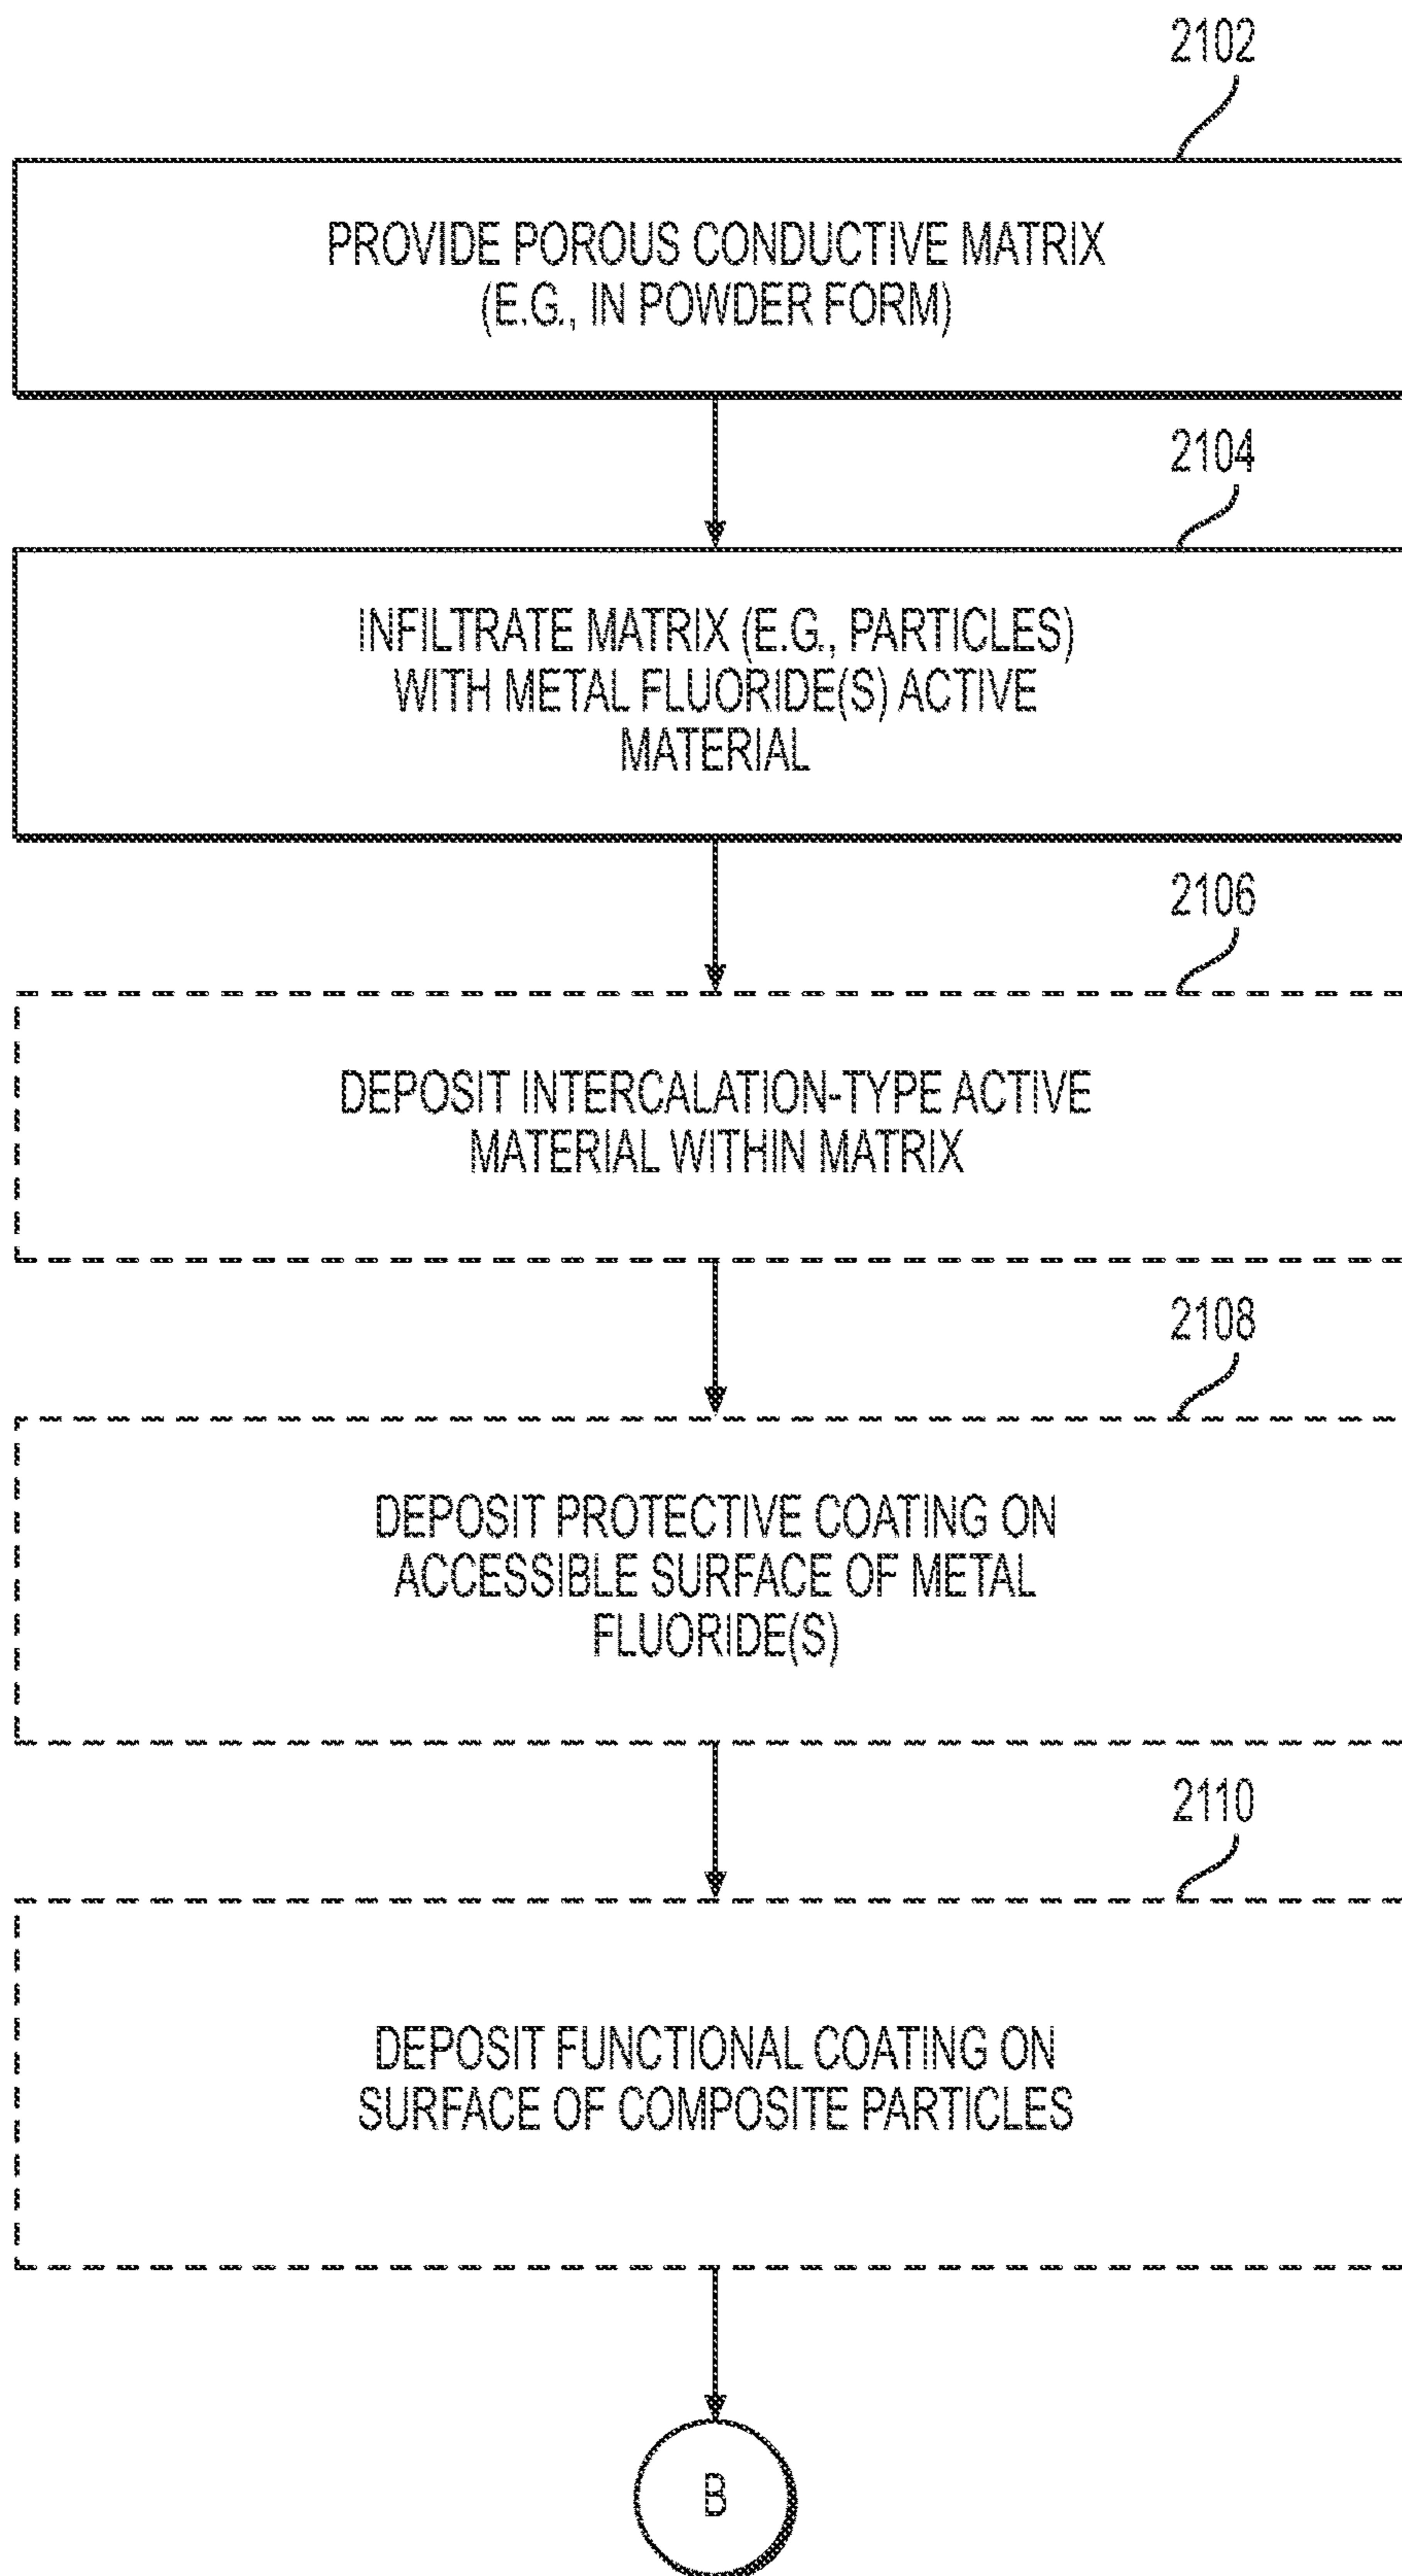 2102
PROVIDE POROUS CONDUCTIVE MATRIX
(E.G., IN POWDER FORM)
2104
INFILTRATE MATRIX (E.G., PARTICLES)
WITH METAL FLUORIDE(S) ACTIVE
MATERIAL
2106
DEPOSIT INTERCALATION-TYPE ACTIVE
MATERIAL WITHIN MATRIX
2108
DEPOSIT PROTECTIVE COATING ON
ACCESSIBLE SURFACE OF METAL
FLUORIDE(S)
2110
DEPOSIT FUNCTIONAL COATING ON
SURFACE OF COMPOSITE PARTICLES
B